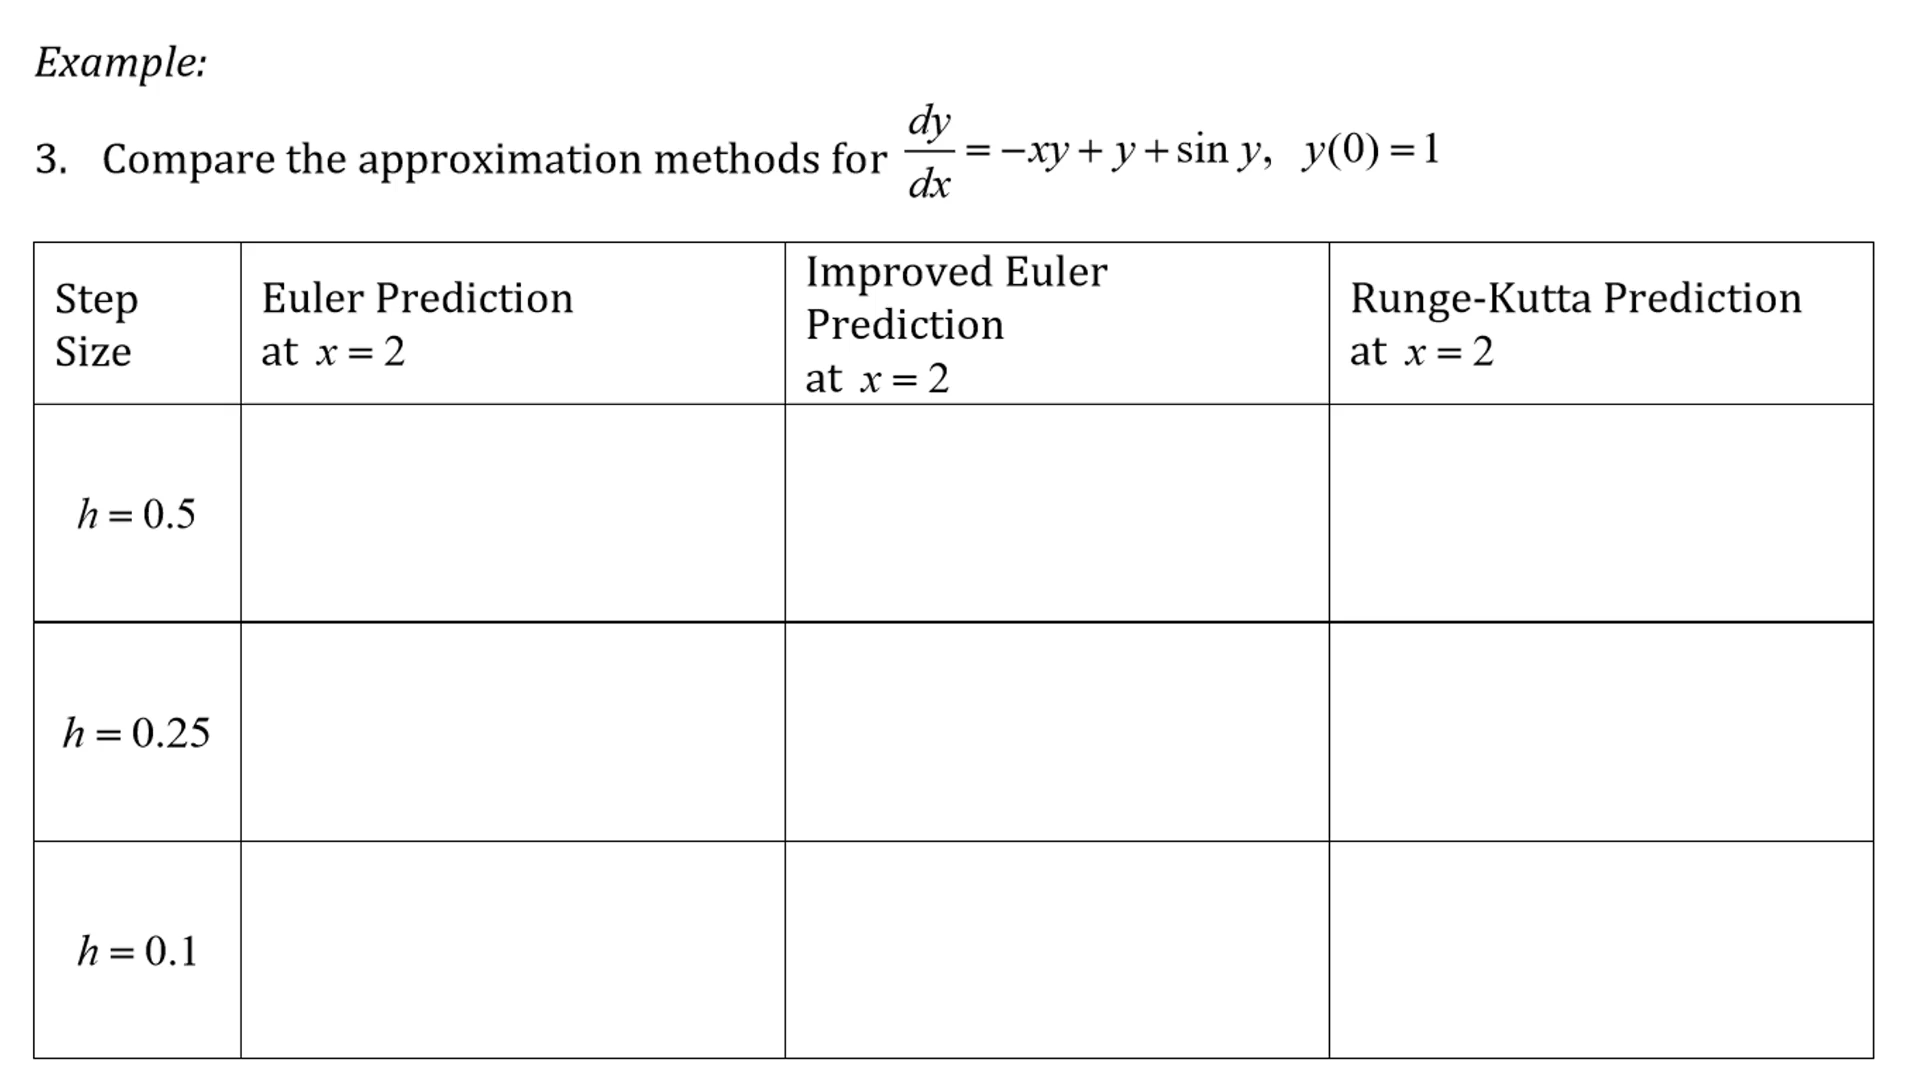 Example:
3. Compare the approximation methods for dy/dx = −xy + y + sin y, y(0) = 1
Step
Size
Euler Prediction
at x = 2
Improved Euler
Prediction
at x = 2
Runge-Kutta Prediction
at x = 2
h = 0.5
h = 0.25
h = 0.1